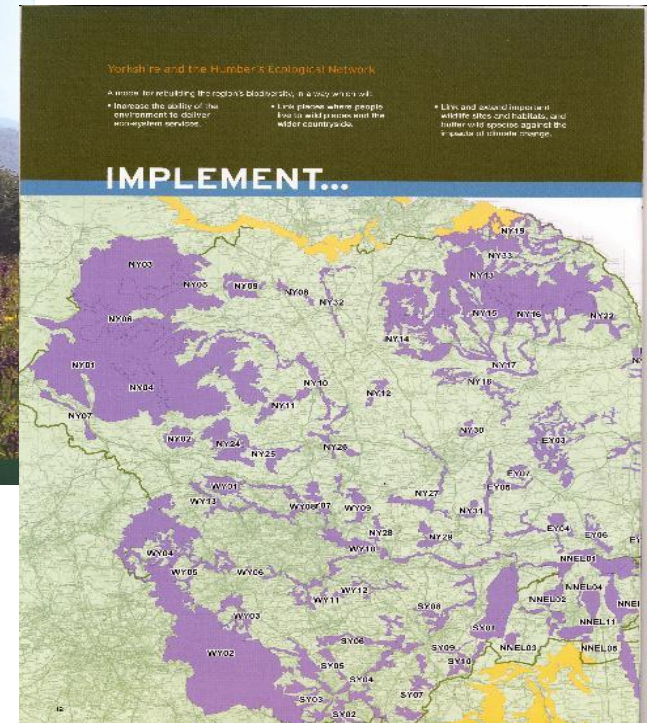 Yorkshire and the Humber's Ecological Network
A model for rebuilding the region's biodiversity, in a way which will:
• Increase the ability of the
environment to deliver
eco-system services.
• Link places where people
live to wild places and the
wider countryside.
• Link and extend important
wildlife sites and habitats, and
buffer wild species against the
impacts of climate change.
IMPLEMENT...
NY19
NY03
NY33
NY05
NY09
NY08
NY13
NY32
NY06
NY15
NY16
NY22
NY14
NY01
NY17
NY04
NY10
NY12
NY18
NY07
NY11
NY02
NY24
NY30
EY03
NY25
NY26
EY07
WY01
EY05
WY13
NY27
WY08
WY09
NY31
NY28
EY04
NY29
EY06
WY10
WY04
NNEL01
WY05
WY06
WY12
NNEL04
WY11
NNEL02
WY03
SY08
SY01
NNEL11
SY06
WY02
SY09
NNEL03
SY05
SY10
SY04
SY03
SY07
SY02
12